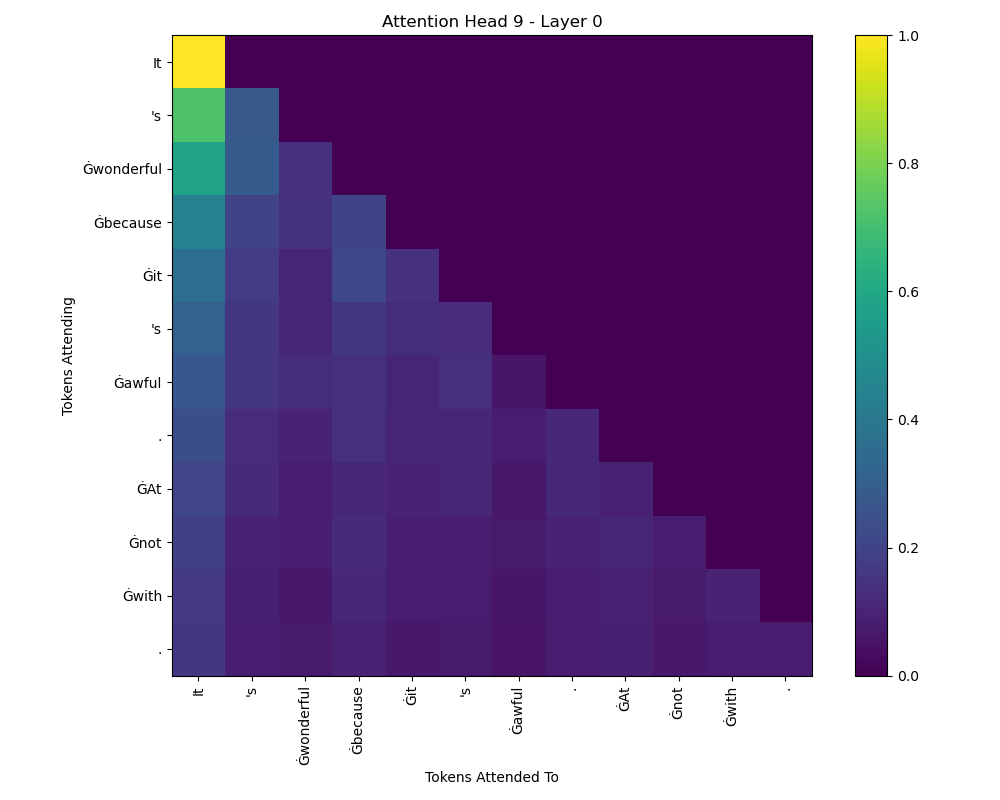 Attention Head 9 - Layer 0
Tokens Attending
It
's
Ġwonderful
Ġbecause
Ġit
's
Ġawful
.
ĠAt
Ġnot
Ġwith
.
It
's
Ġwonderful
Ġbecause
Ġit
's
Ġawful
.
ĠAt
Ġnot
Ġwith
.
Tokens Attended To
1.0
0.8
0.6
0.4
0.2
0.0